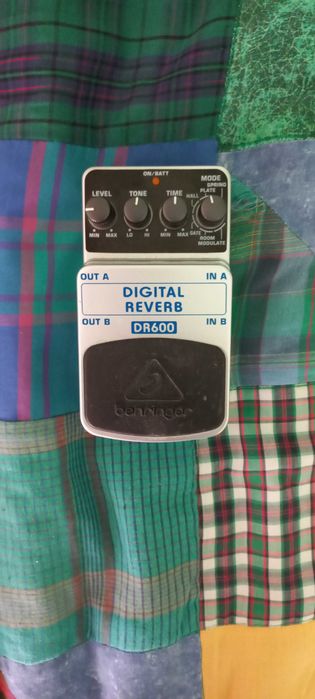 ON/BATT
LEVEL TONE TIME MODE
SPRING
PLATE
HALL
GATE
ROOM
MODULATE
MIN MAX LO HI MIN MAX
OUT A IN A
DIGITAL
REVERB
OUT B IN B
DR600
behringer